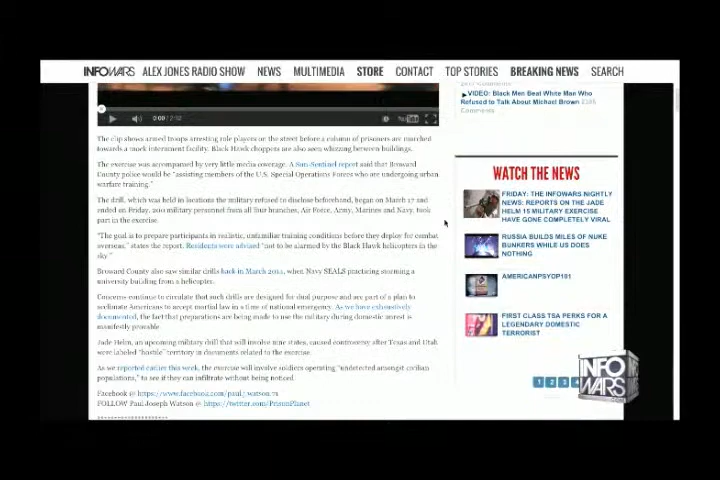 INFOWARS ALEX JONES RADIO SHOW NEWS MULTIMEDIA STORE CONTACT TOP STORIES BREAKING NEWS SEARCH
Comments
VIDEO: Black Men Beat White Man Who
Refused to Talk About Michael Brown
Comments
0:00 / 2:52
The clip shows armed troops arresting role players on the street before a column of prisoners are marched
towards a mock internment facility. Black Hawk choppers are also seen whizzing between buildings.
The exercise was accompanied by very little media coverage. A Sun-Sentinel report said that Broward
County police would be "assisting members of the U.S. Special Operations Forces who are undergoing urban
warfare training."
The drill, which was held in locations the military refused to disclose beforehand, began on March 17 and
ended on Friday. 200 military personnel from all four branches, Air Force, Army, Marines and Navy, took
part in the exercise.
"The goal is to prepare participants in realistic, unfamiliar training conditions before they deploy for combat
overseas," states the report. Residents were advised "not to be alarmed by the Black Hawk helicopters in the
sky."
Broward County also saw similar drills back in March 2011, when Navy SEALS practicing storming a
university building from a helicopter.
Concerns continue to circulate that such drills are designed for dual purpose and are part of a plan to
acclimate Americans to accept martial law in a time of national emergency. As we have exhaustively
documented, the fact that preparations are being made to use the military during domestic unrest is
manifestly provable.
Jade Helm, an upcoming military drill that will involve nine states, caused controversy after Texas and Utah
were labeled "hostile" territory in documents related to the exercise.
As we reported earlier this week, the exercise will involve soldiers operating "undetected amongst civilian
populations," to see if they can infiltrate without being noticed.
Facebook @ https://www.facebook.com/paul.j.watson.71
FOLLOW Paul Joseph Watson @ https://twitter.com/PrisonPlanet
*********************
WATCH THE NEWS
FRIDAY: THE INFOWARS NIGHTLY
NEWS: REPORTS ON THE JADE
HELM 15 MILITARY EXERCISE
HAVE GONE COMPLETELY VIRAL
RUSSIA BUILDS MILES OF NUKE
BUNKERS WHILE US DOES
NOTHING
AMERICANPSYOP101
FIRST CLASS TSA PERKS FOR A
LEGENDARY DOMESTIC
TERRORIST
1 2 3 4
INFO
WARS
.com